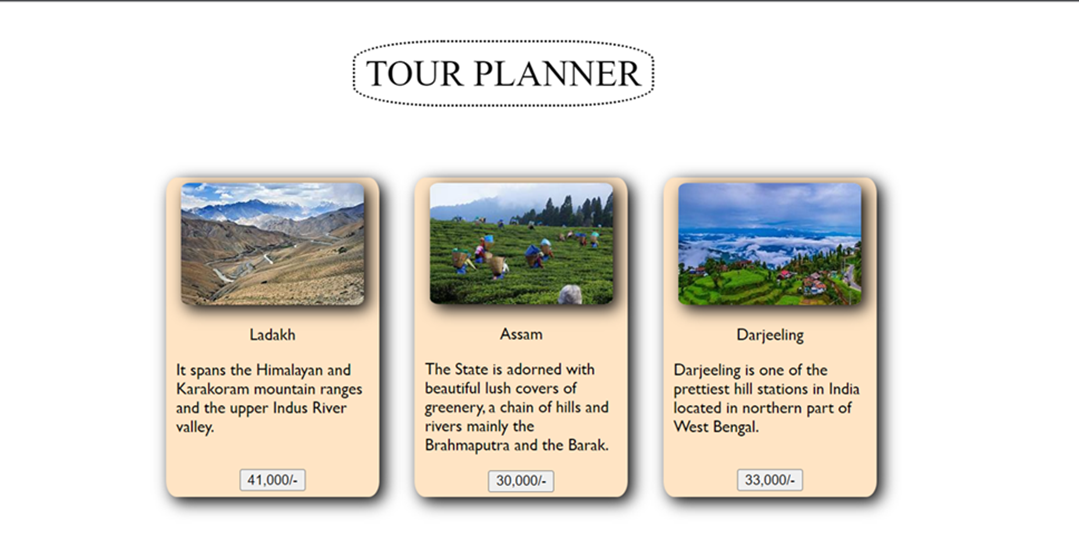 TOUR PLANNER
Ladakh
It spans the Himalayan and
Karakoram mountain ranges
and the upper Indus River
valley.
41,000/-
Assam
The State is adorned with
beautiful lush covers of
greenery, a chain of hills and
rivers mainly the
Brahmaputra and the Barak.
30,000/-
Darjeeling
Darjeeling is one of the
prettiest hill stations in India
located in northern part of
West Bengal.
33,000/-